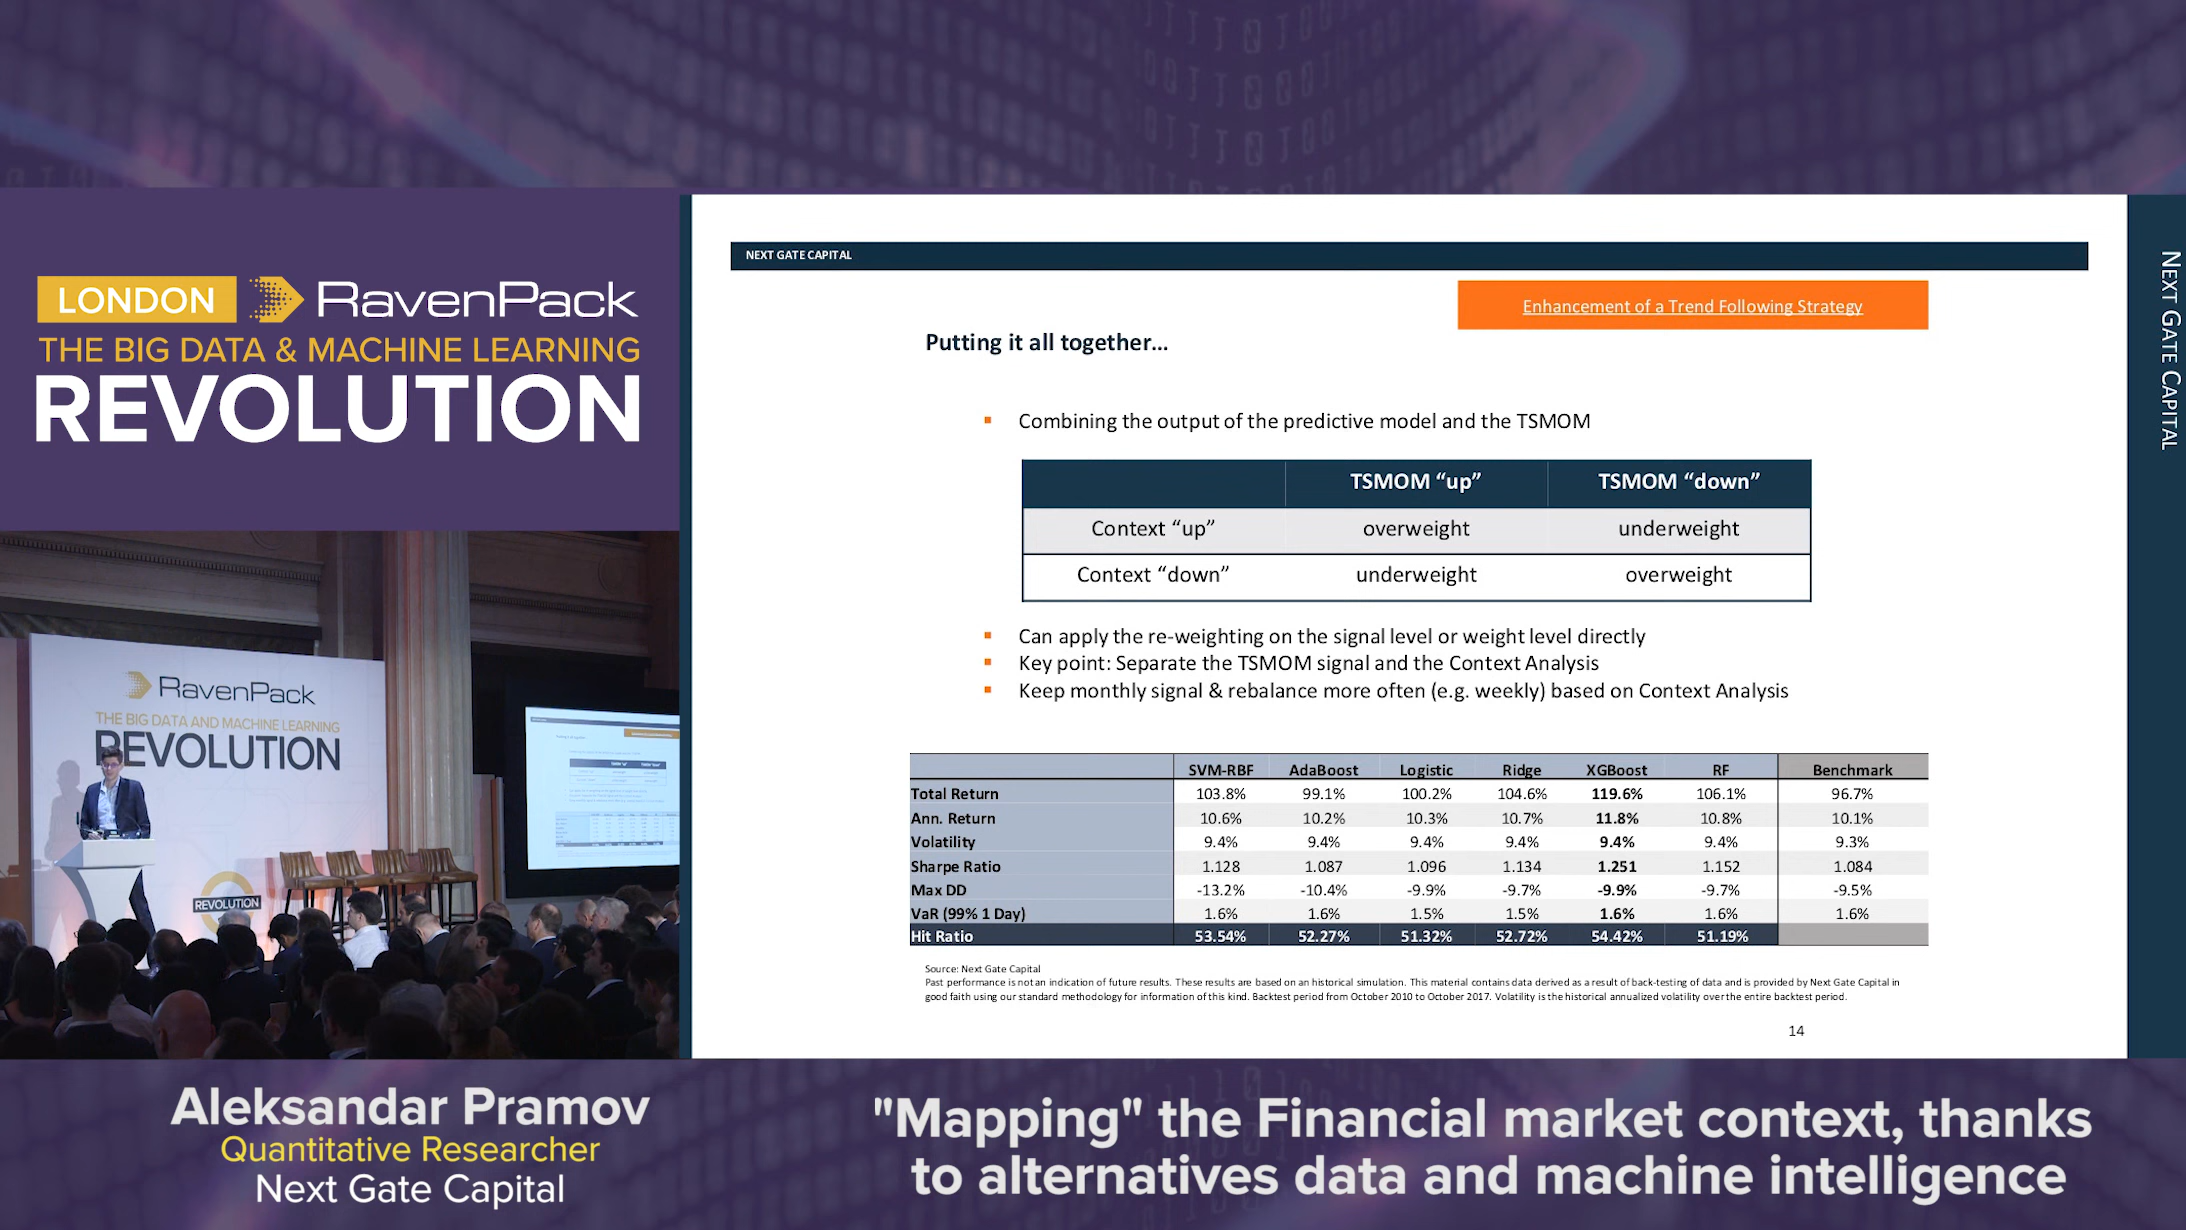 LONDON RavenPack
THE BIG DATA & MACHINE LEARNING
REVOLUTION
RavenPack
THE BIG DATA AND MACHINE LEARNING
REVOLUTION
REVOLUTION
NEXT GATE CAPITAL
Enhancement of a Trend Following Strategy
Putting it all together...
▪ Combining the output of the predictive model and the TSMOM
TSMOM “up” TSMOM “down”
Context “up” overweight underweight
Context “down” underweight overweight
▪ Can apply the re-weighting on the signal level or weight level directly
▪ Key point: Separate the TSMOM signal and the Context Analysis
▪ Keep monthly signal & rebalance more often (e.g. weekly) based on Context Analysis
SVM-RBF AdaBoost Logistic Ridge XGBoost RF Benchmark
Total Return 103.8% 99.1% 100.2% 104.6% 119.6% 106.1% 96.7%
Ann. Return 10.6% 10.2% 10.3% 10.7% 11.8% 10.8% 10.1%
Volatility 9.4% 9.4% 9.4% 9.4% 9.4% 9.4% 9.3%
Sharpe Ratio 1.128 1.087 1.096 1.134 1.251 1.152 1.084
Max DD -13.2% -10.4% -9.9% -9.7% -9.9% -9.7% -9.5%
VaR (99% 1 Day) 1.6% 1.6% 1.5% 1.5% 1.6% 1.6% 1.6%
Hit Ratio 53.54% 52.27% 51.32% 52.72% 54.42% 51.19%
Source: Next Gate Capital
Past performance is not an indication of future results. These results are based on an historical simulation. This material contains data derived as a result of back-testing of data and is provided by Next Gate Capital in
good faith using our standard methodology for information of this kind. Backtest period from October 2010 to October 2017. Volatility is the historical annualized volatility over the entire backtest period.
14
NEXT GATE CAPITAL
Aleksandar Pramov
Quantitative Researcher
Next Gate Capital
"Mapping" the Financial market context, thanks
to alternatives data and machine intelligence